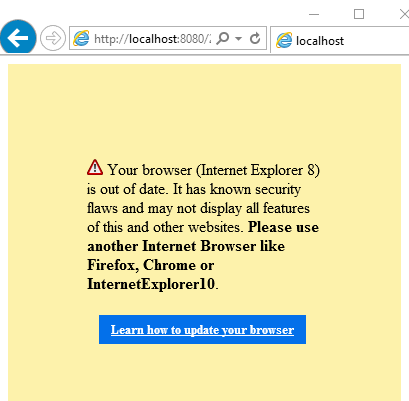 http://localhost:8080/
localhost
Your browser (Internet Explorer 8)
is out of date. It has known security
flaws and may not display all features
of this and other websites. Please use
another Internet Browser like
Firefox, Chrome or
InternetExplorer10.
Learn how to update your browser